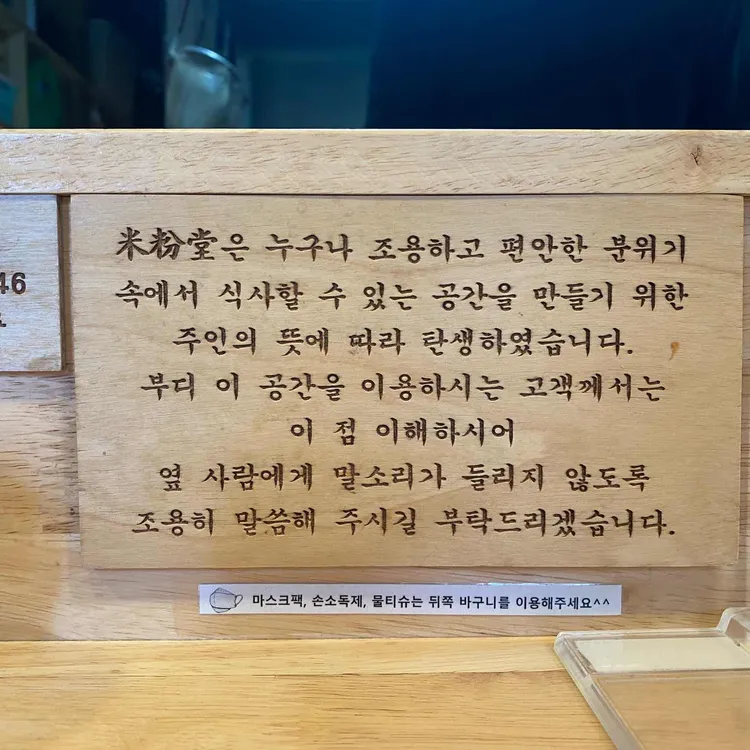 米粉堂은 누구나 조용하고 편안한 분위기
속에서 식사할 수 있는 공간을 만들기 위한
주인의 뜻에 따라 탄생하였습니다.
부디 이 공간을 이용하시는 고객께서는
이 점 이해하시어
옆 사람에게 말소리가 들리지 않도록
조용히 말씀해 주시길 부탁드리겠습니다.
46
마스크팩, 손소독제, 물티슈는 뒤쪽 바구니를 이용해주세요^^